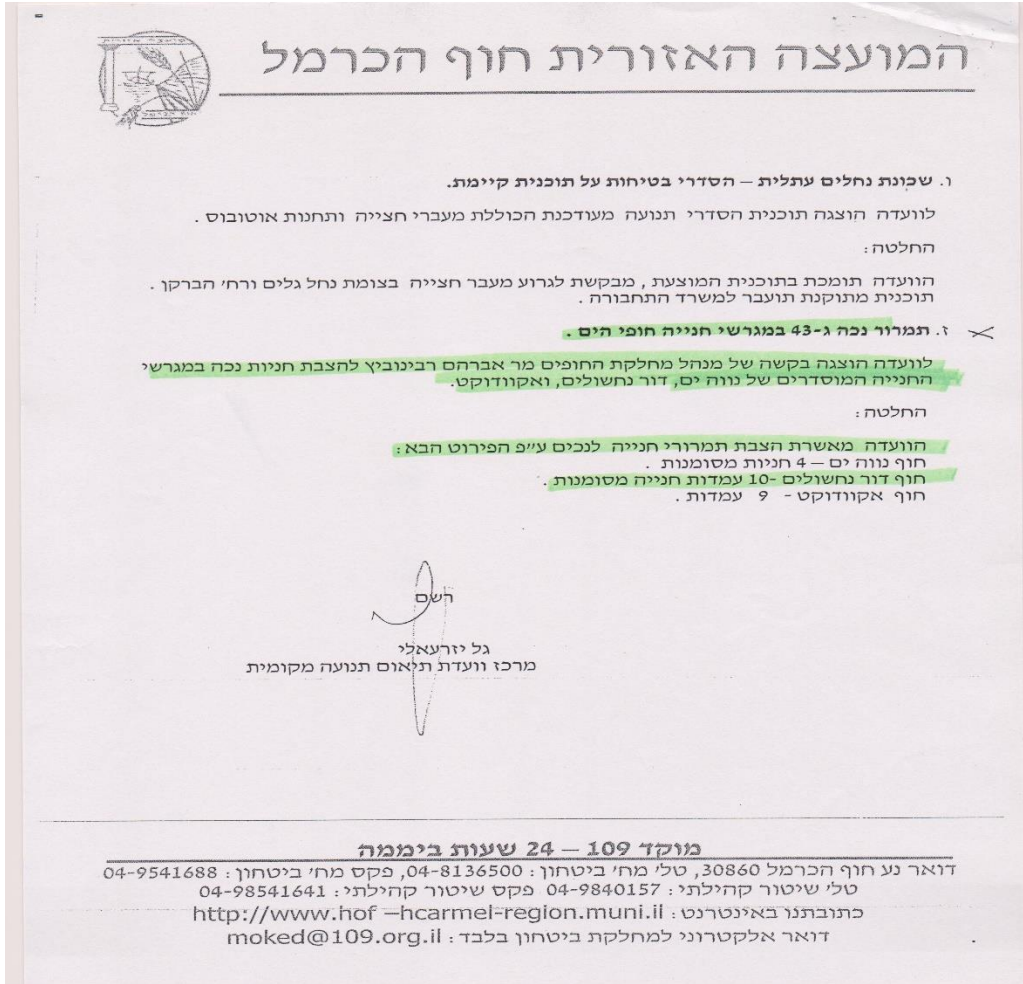 המועצה האזורית חוף הכרמל
ו. שכונת נחלים עתלית – הסדרי בטיחות על תוכנית קיימת.
לוועדה הוצגה תוכנית הסדרי תנועה מעודכנת הכוללת מעברי חצייה ותחנות אוטובוס .
החלטה :
הוועדה תומכת בתוכנית המוצעת , מבקשת לגרוע מעבר חצייה בצומת נחל גלים ורח׳ הברקן .
תוכנית מתוקנת תועבר למשרד התחבורה .
ז. תמרור נכה ג-43 במגרשי חנייה חופי הים .
לוועדה הוצגה בקשה של מנהל מחלקת החופים מר אברהם רבינוביץ להצבת חניות נכה במגרשי
החנייה המוסדרים של נווה ים, דור נחשולים, ואקוודוקט.
החלטה :
הוועדה מאשרת הצבת תמרורי חנייה לנכים ע״פ הפירוט הבא :
חוף נווה ים – 4 חניות מסומנות .
חוף דור נחשולים -10 עמדות חנייה מסומנות .
חוף אקוודוקט - 9 עמדות .
רשם
גל יזרעאלי
מרכז וועדת תיאום תנועה מקומית
מוקד 109 – 24 שעות ביממה
דואר נע חוף הכרמל 30860, טל׳ מח׳ ביטחון : 04-8136500, פקס מח׳ ביטחון : 04-9541688
טל׳ שיטור קהילתי : 04-9840157 פקס שיטור קהילתי : 04-98541641
כתובתנו באינטרנט : http://www.hof –hcarmel-region.muni.il
דואר אלקטרוני למחלקת ביטחון בלבד : moked@109.org.il